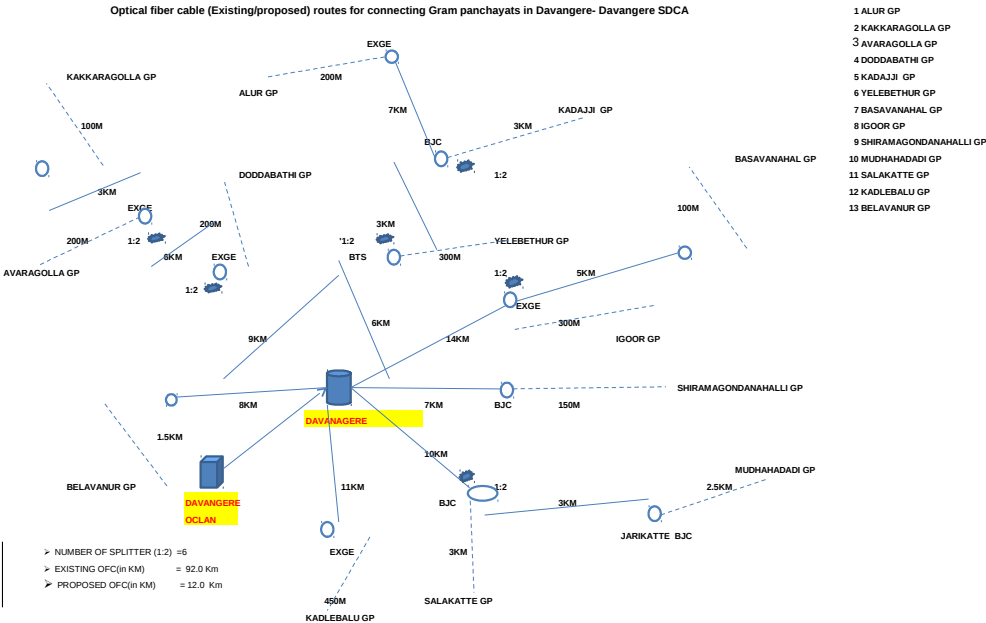 Optical fiber cable (Existing/proposed) routes for connecting Gram panchayats in Davangere- Davangere SDCA
1 ALUR GP
2 KAKKARAGOLLA GP
3 AVARAGOLLA GP
4 DODDABATHI GP
5 KADAJJI GP
6 YELEBETHUR GP
7 BASAVANAHAL GP
8 IGOOR GP
9 SHIRAMAGONDANAHALLI GP
10 MUDHAHADADI GP
11 SALAKATTE GP
12 KADLEBALU GP
13 BELAVANUR GP
EXGE
KAKKARAGOLLA GP
200M
ALUR GP
7KM
KADAJJI GP
100M
3KM
BJC
BASAVANAHAL GP
DODDABATHI GP
1:2
3KM
EXGE
100M
200M
3KM
200M
1:2
'1:2
YELEBETHUR GP
6KM
EXGE
BTS
300M
AVARAGOLLA GP
1:2
5KM
1:2
EXGE
6KM
300M
9KM
14KM
IGOOR GP
SHIRAMAGONDANAHALLI GP
8KM
7KM
BJC
150M
DAVANAGERE
1.5KM
10KM
MUDHAHADADI GP
BELAVANUR GP
11KM
1:2
2.5KM
DAVANGERE
OCLAN
BJC
3KM
JARIKATTE BJC
EXGE
3KM
NUMBER OF SPLITTER (1:2) =6
EXISTING OFC(in KM) = 92.0 Km
PROPOSED OFC(in KM) = 12.0 Km
450M
SALAKATTE GP
KADLEBALU GP